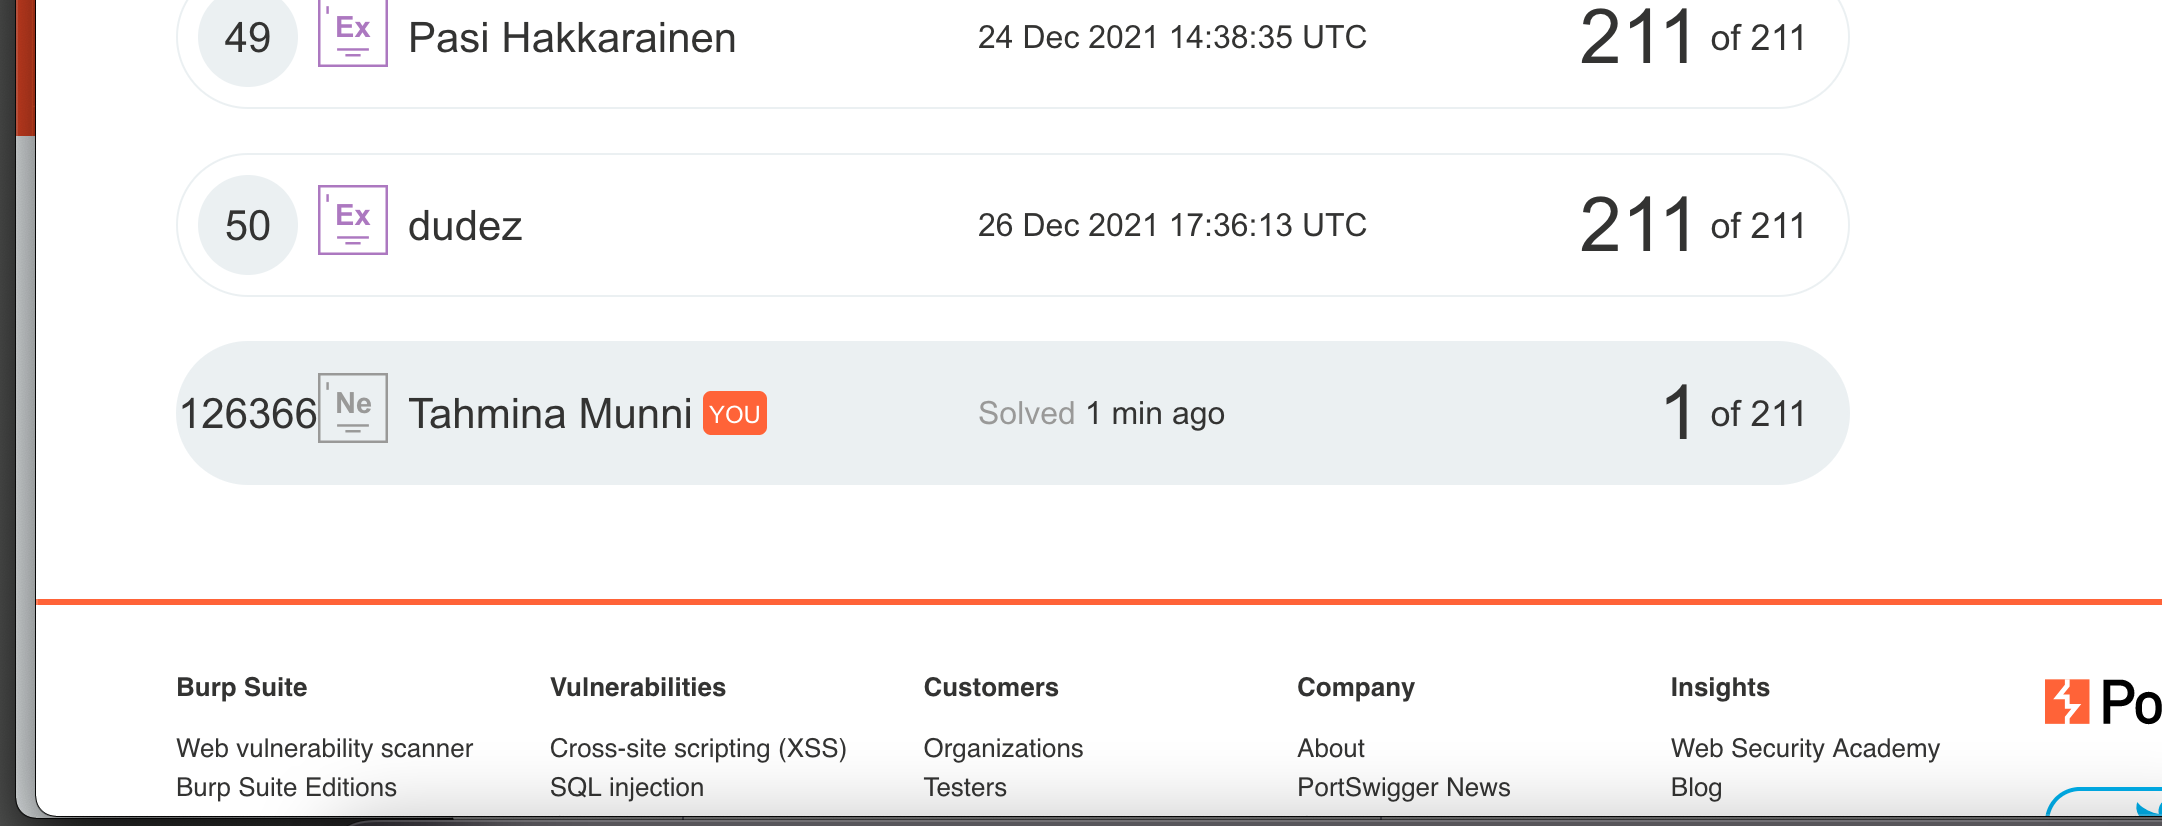 49 Ex Pasi Hakkarainen 24 Dec 2021 14:38:35 UTC 211 of 211
50 Ex dudez 26 Dec 2021 17:36:13 UTC 211 of 211
126366 Ne Tahmina Munni YOU Solved 1 min ago 1 of 211
Burp Suite Vulnerabilities Customers Company Insights Po
Web vulnerability scanner Cross-site scripting (XSS) Organizations About Web Security Academy
Burp Suite Editions SQL injection Testers PortSwigger News Blog